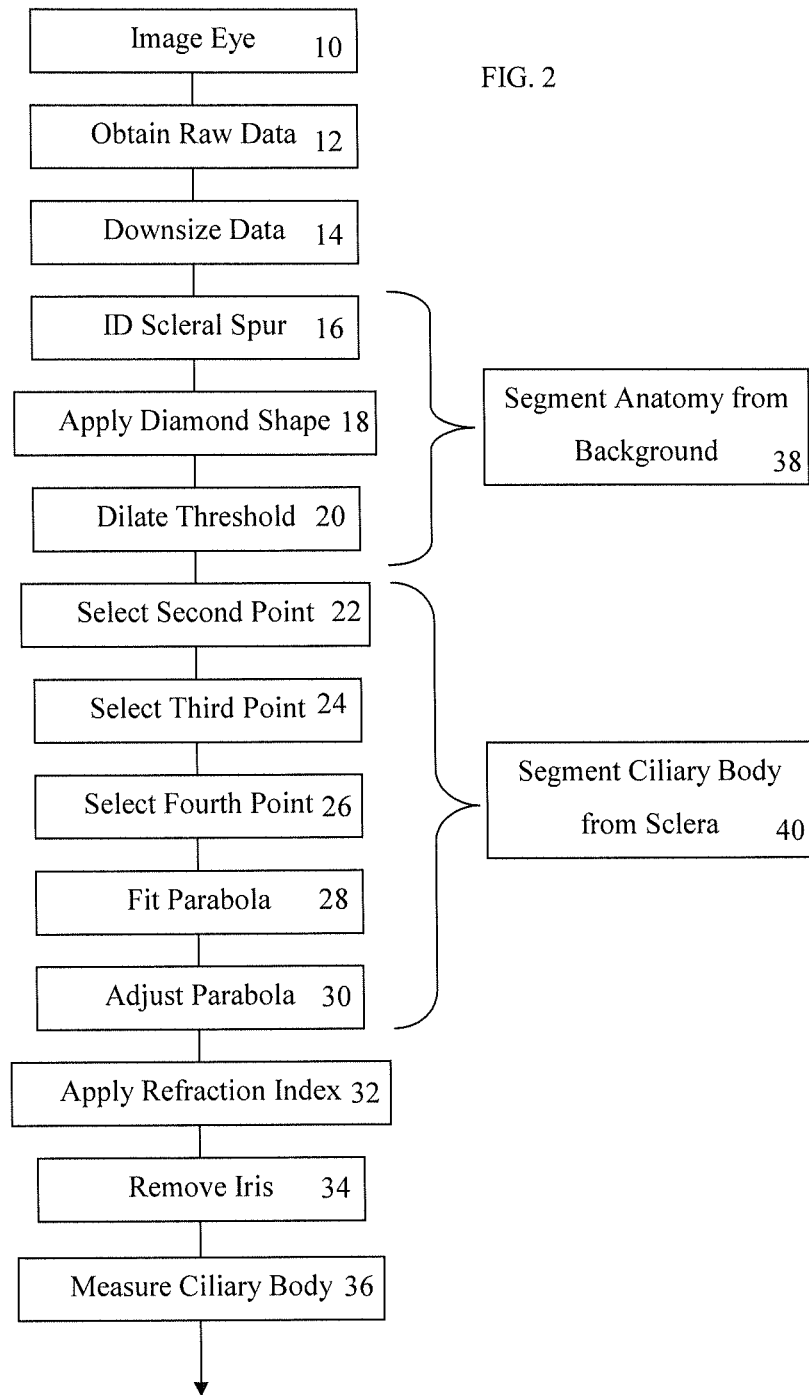 Image Eye 10
FIG. 2
Obtain Raw Data 12
Downsize Data 14
ID Scleral Spur 16
Apply Diamond Shape 18
Dilate Threshold 20
Segment Anatomy from
Background 38
Select Second Point 22
Select Third Point 24
Select Fourth Point 26
Fit Parabola 28
Adjust Parabola 30
Segment Ciliary Body
from Sclera 40
Apply Refraction Index 32
Remove Iris 34
Measure Ciliary Body 36